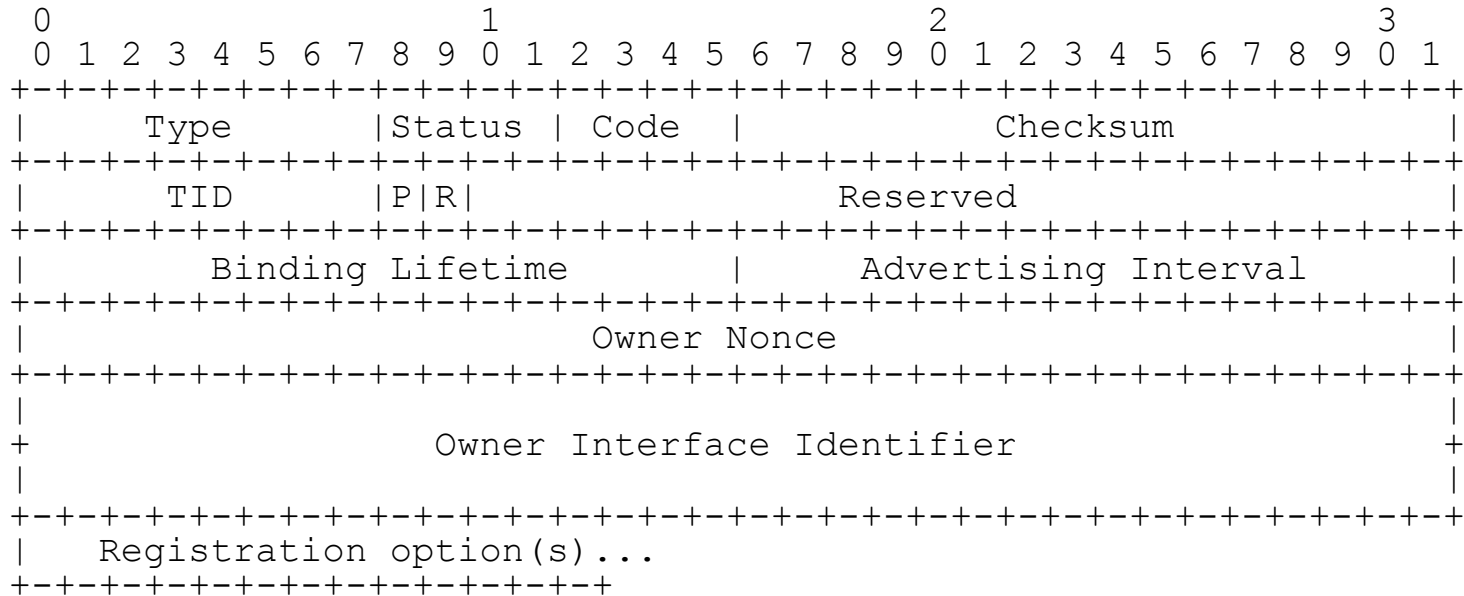 0                   1                   2                   3
 0 1 2 3 4 5 6 7 8 9 0 1 2 3 4 5 6 7 8 9 0 1 2 3 4 5 6 7 8 9 0 1
+-+-+-+-+-+-+-+-+-+-+-+-+-+-+-+-+-+-+-+-+-+-+-+-+-+-+-+-+-+-+-+-+
|     Type      |Status | Code  |           Checksum            |
+-+-+-+-+-+-+-+-+-+-+-+-+-+-+-+-+-+-+-+-+-+-+-+-+-+-+-+-+-+-+-+-+
|      TID      |P|R|                Reserved                   |
+-+-+-+-+-+-+-+-+-+-+-+-+-+-+-+-+-+-+-+-+-+-+-+-+-+-+-+-+-+-+-+-+
|        Binding Lifetime       |     Advertising Interval      |
+-+-+-+-+-+-+-+-+-+-+-+-+-+-+-+-+-+-+-+-+-+-+-+-+-+-+-+-+-+-+-+-+
|                         Owner Nonce                           |
+-+-+-+-+-+-+-+-+-+-+-+-+-+-+-+-+-+-+-+-+-+-+-+-+-+-+-+-+-+-+-+-+
|                                                               |
+                  Owner Interface Identifier                   +
|                                                               |
+-+-+-+-+-+-+-+-+-+-+-+-+-+-+-+-+-+-+-+-+-+-+-+-+-+-+-+-+-+-+-+-+
|   Registration option(s)...
+-+-+-+-+-+-+-+-+-+-+-+-+-+